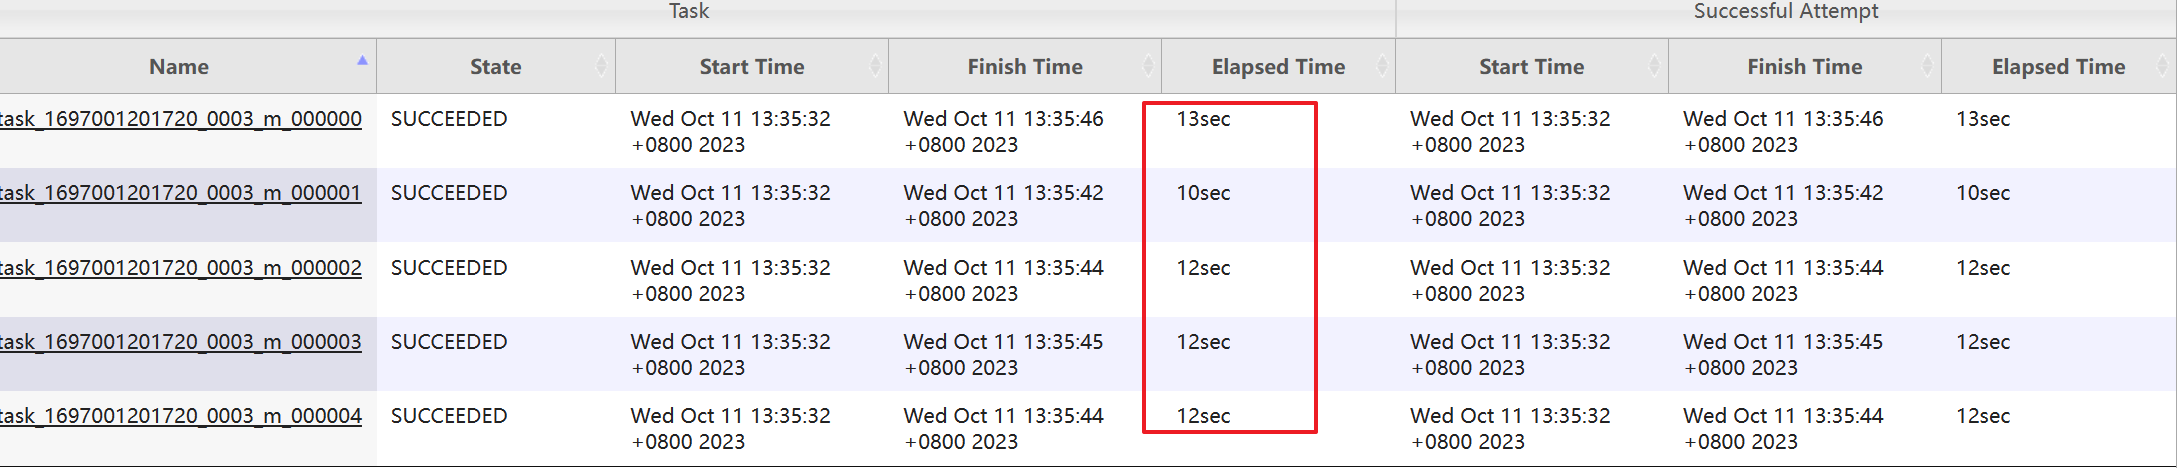 Task Successful Attempt
Name State Start Time Finish Time Elapsed Time Start Time Finish Time Elapsed Time
task_1697001201720_0003_m_000000 SUCCEEDED Wed Oct 11 13:35:32 Wed Oct 11 13:35:46 13sec Wed Oct 11 13:35:32 Wed Oct 11 13:35:46 13sec
+0800 2023 +0800 2023 +0800 2023 +0800 2023
task_1697001201720_0003_m_000001 SUCCEEDED Wed Oct 11 13:35:32 Wed Oct 11 13:35:42 10sec Wed Oct 11 13:35:32 Wed Oct 11 13:35:42 10sec
+0800 2023 +0800 2023 +0800 2023 +0800 2023
task_1697001201720_0003_m_000002 SUCCEEDED Wed Oct 11 13:35:32 Wed Oct 11 13:35:44 12sec Wed Oct 11 13:35:32 Wed Oct 11 13:35:44 12sec
+0800 2023 +0800 2023 +0800 2023 +0800 2023
task_1697001201720_0003_m_000003 SUCCEEDED Wed Oct 11 13:35:32 Wed Oct 11 13:35:45 12sec Wed Oct 11 13:35:32 Wed Oct 11 13:35:45 12sec
+0800 2023 +0800 2023 +0800 2023 +0800 2023
task_1697001201720_0003_m_000004 SUCCEEDED Wed Oct 11 13:35:32 Wed Oct 11 13:35:44 12sec Wed Oct 11 13:35:32 Wed Oct 11 13:35:44 12sec
+0800 2023 +0800 2023 +0800 2023 +0800 2023